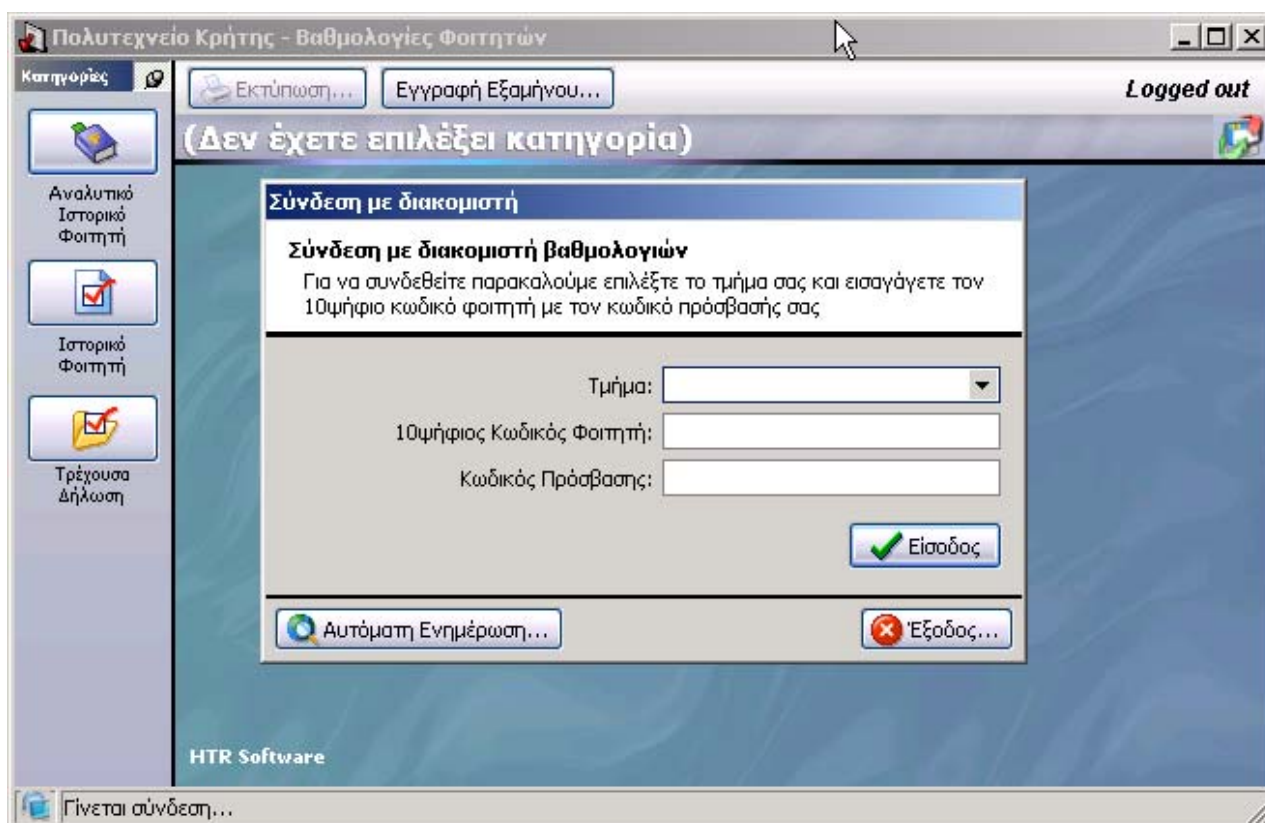 Πολυτεχνείο Κρήτης - Βαθμολογίες Φοιτητών
Κατηγορίες
Εκτύπωση...
Εγγραφή Εξαμήνου...
Logged out
(Δεν έχετε επιλέξει κατηγορία)
Αναλυτικό
Ιστορικό
Φοιτητή
Ιστορικό
Φοιτητή
Τρέχουσα
Δήλωση
Σύνδεση με διακομιστή
Σύνδεση με διακομιστή βαθμολογιών
Για να συνδεθείτε παρακαλούμε επιλέξτε το τμήμα σας και εισαγάγετε τον
10ψήφιο κωδικό φοιτητή με τον κωδικό πρόσβασής σας
Τμήμα:
10ψήφιος Κωδικός Φοιτητή:
Κωδικός Πρόσβασης:
Είσοδος
Αυτόματη Ενημέρωση...
Έξοδος...
HTR Software
Γίνεται σύνδεση...